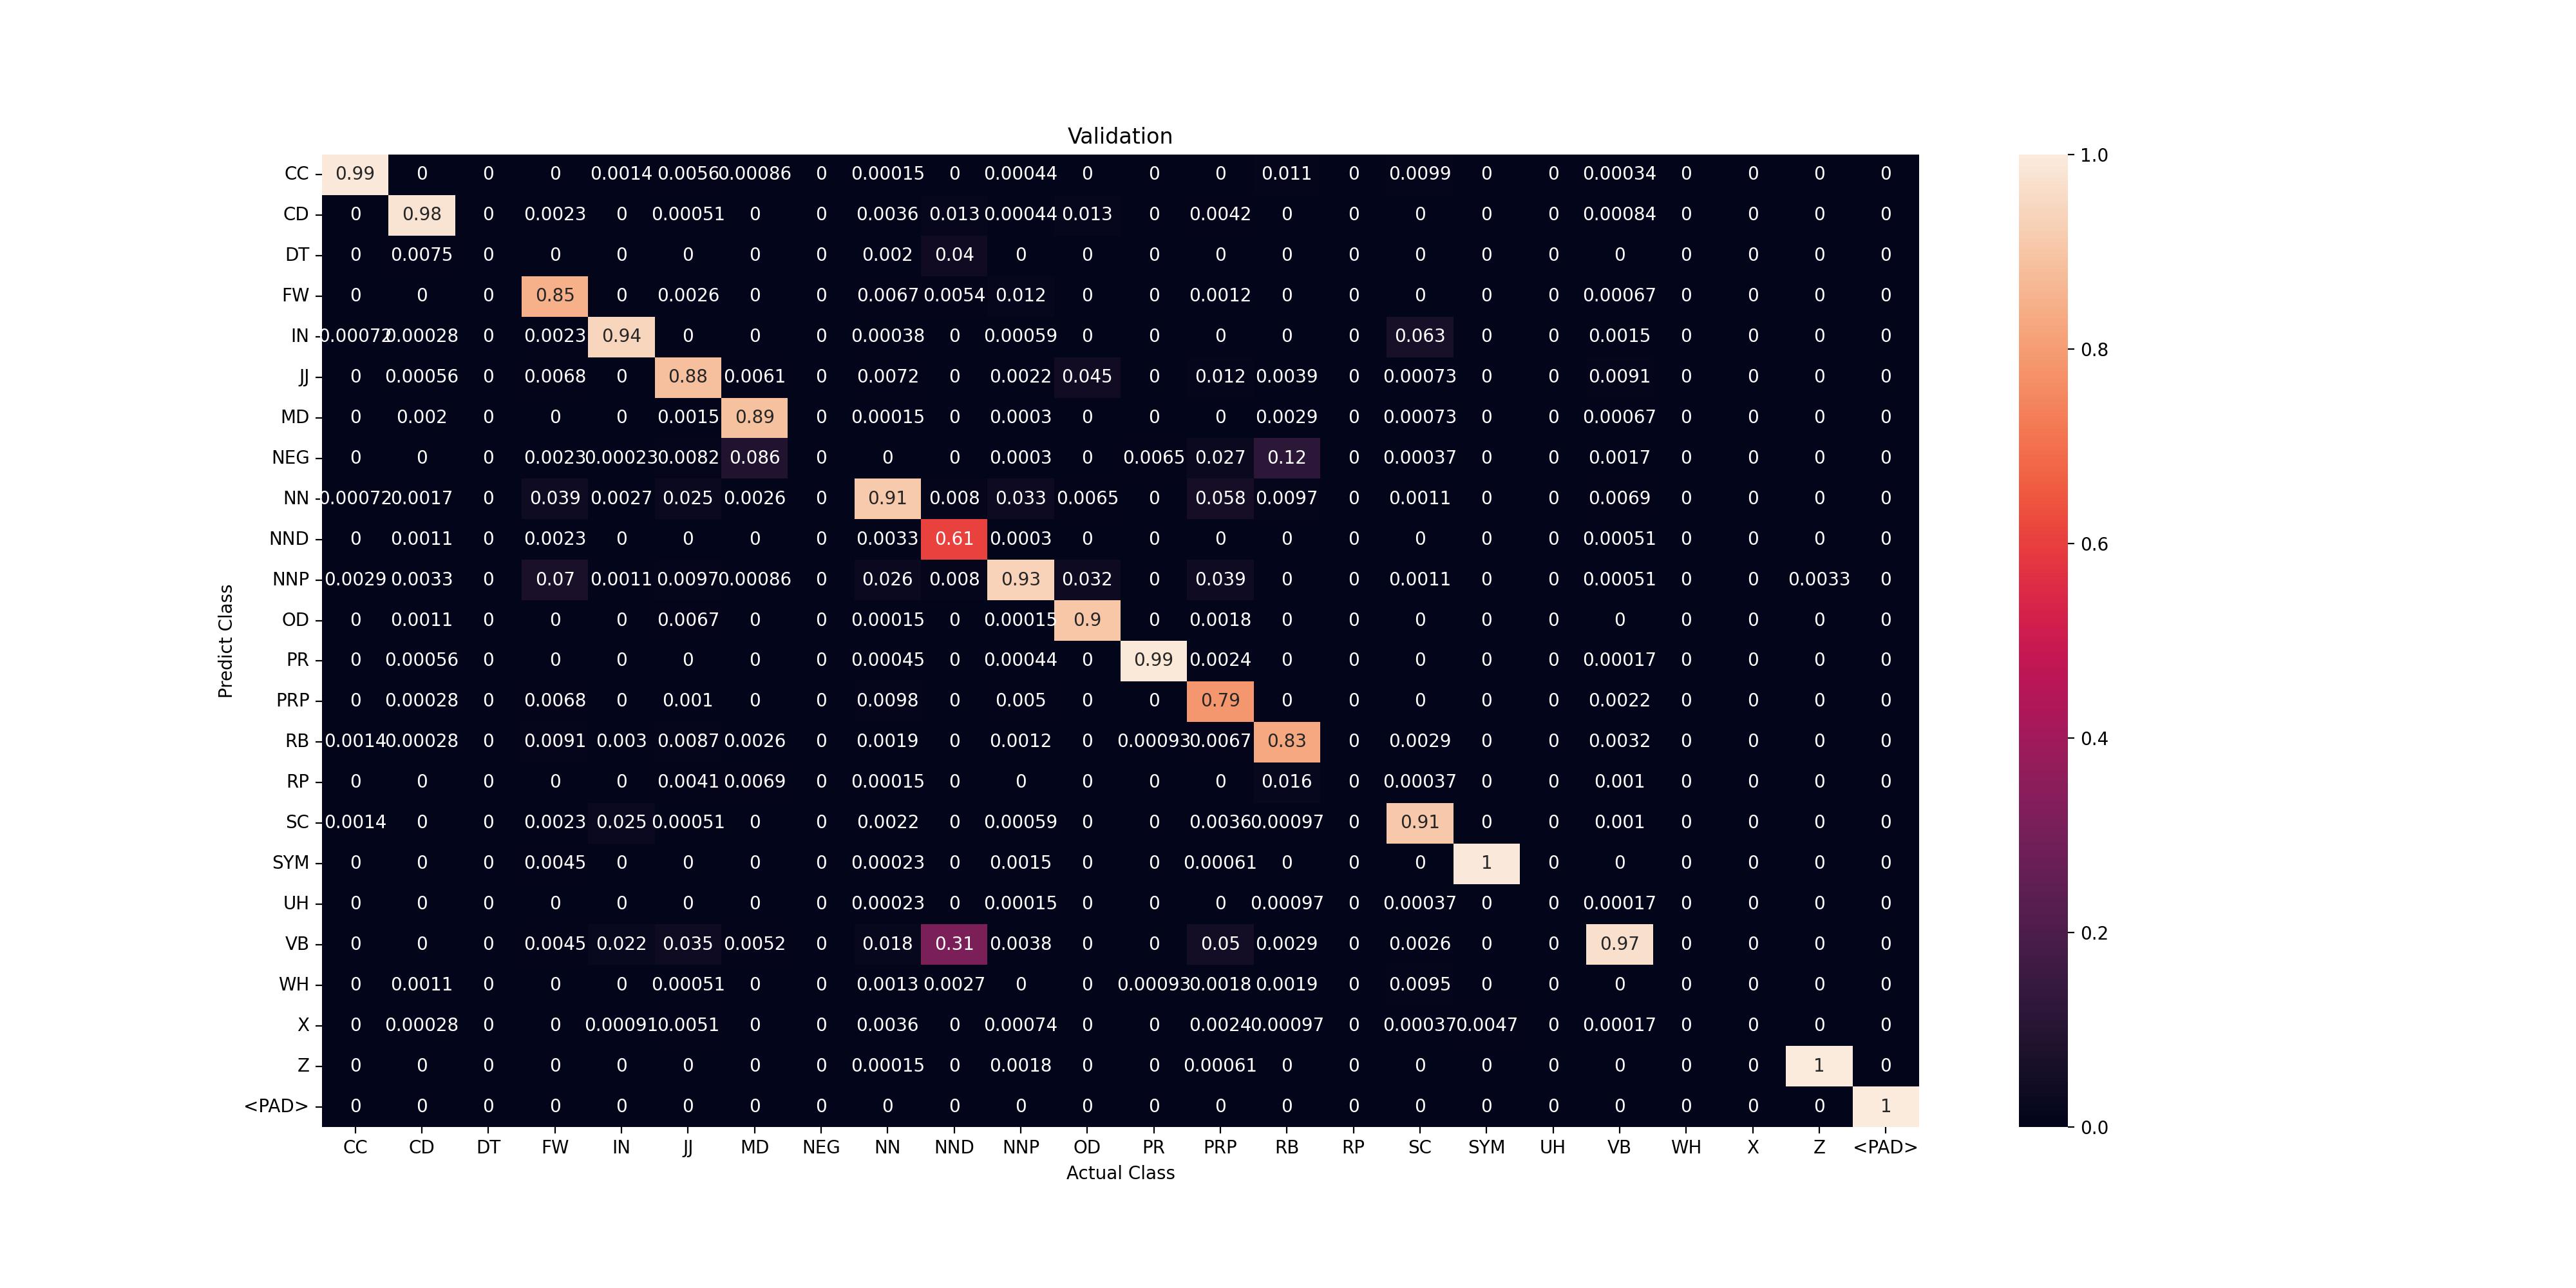 Validation
CC 0.99 0 0 0 0.0014 0.0056 0.00086 0 0.00015 0 0.00044 0 0 0 0.011 0 0.0099 0 0 0.00034 0 0 0 0 1.0
CD 0 0.98 0 0.0023 0 0.00051 0 0 0.0036 0.013 0.00044 0.013 0 0.0042 0 0 0 0 0 0.00084 0 0 0 0
DT 0 0.0075 0 0 0 0 0 0 0.002 0.04 0 0 0 0 0 0 0 0 0 0 0 0 0 0
FW 0 0 0 0.85 0 0.0026 0 0 0.0067 0.0054 0.012 0 0 0.0012 0 0 0 0 0 0.00067 0 0 0 0
IN 0.00072 0.00028 0 0.0023 0.94 0 0 0 0.00038 0 0.00059 0 0 0 0 0 0.063 0 0 0.0015 0 0 0 0
0.8
JJ 0 0.00056 0 0.0068 0 0.88 0.0061 0 0.0072 0 0.0022 0.045 0 0.012 0.0039 0 0.00073 0 0 0.0091 0 0 0 0
MD 0 0.002 0 0 0 0.0015 0.89 0 0.00015 0 0.0003 0 0 0 0.0029 0 0.00073 0 0 0.00067 0 0 0 0
NEG 0 0 0 0.0023 0.00023 0.0082 0.086 0 0 0 0.0003 0 0.0065 0.027 0.12 0 0.00037 0 0 0.0017 0 0 0 0
NN 0.00072 0.0017 0 0.039 0.0027 0.025 0.0026 0 0.91 0.008 0.033 0.0065 0 0.058 0.0097 0 0.0011 0 0 0.0069 0 0 0 0
NND 0 0.0011 0 0.0023 0 0 0 0 0.0033 0.61 0.0003 0 0 0 0 0 0 0 0 0.00051 0 0 0 0
0.6
NNP 0.0029 0.0033 0 0.07 0.0011 0.0097 0.00086 0 0.026 0.008 0.93 0.032 0 0.039 0 0 0.0011 0 0 0.00051 0 0 0.0033 0
OD 0 0.0011 0 0 0 0.0067 0 0 0.00015 0 0.00015 0.9 0 0.0018 0 0 0 0 0 0 0 0 0 0
Predict Class
PR 0 0.00056 0 0 0 0 0 0 0.00045 0 0.00044 0 0.99 0.0024 0 0 0 0 0 0.00017 0 0 0 0
PRP 0 0.00028 0 0.0068 0 0.001 0 0 0.0098 0 0.005 0 0 0.79 0 0 0 0 0 0.0022 0 0 0 0
RB 0.0014 0.00028 0 0.0091 0.003 0.0087 0.0026 0 0.0019 0 0.0012 0 0.00093 0.0067 0.83 0 0.0029 0 0 0.0032 0 0 0 0
0.4
RP 0 0 0 0 0 0.0041 0.0069 0 0.00015 0 0 0 0 0 0.016 0 0.00037 0 0 0.001 0 0 0 0
SC 0.0014 0 0 0.0023 0.025 0.00051 0 0 0.0022 0 0.00059 0 0 0.0036 0.00097 0 0.91 0 0 0.001 0 0 0 0
SYM 0 0 0 0.0045 0 0 0 0 0.00023 0 0.0015 0 0 0.00061 0 0 0 1 0 0 0 0 0 0
UH 0 0 0 0 0 0 0 0 0.00023 0 0.00015 0 0 0 0.00097 0 0.00037 0 0 0.00017 0 0 0 0
VB 0 0 0 0.0045 0.022 0.035 0.0052 0 0.018 0.31 0.0038 0 0 0.05 0.0029 0 0.0026 0 0 0.97 0 0 0 0
0.2
WH 0 0.0011 0 0 0 0.00051 0 0 0.0013 0.0027 0 0 0.00093 0.0018 0.0019 0 0.0095 0 0 0 0 0 0 0
X 0 0.00028 0 0 0.00091 0.0051 0 0 0.0036 0 0.00074 0 0 0.0024 0.00097 0 0.00037 0.0047 0 0.00017 0 0 0 0
Z 0 0 0 0 0 0 0 0 0.00015 0 0.0018 0 0 0.00061 0 0 0 0 0 0 0 0 1 0
<PAD> 0 0 0 0 0 0 0 0 0 0 0 0 0 0 0 0 0 0 0 0 0 0 0 1
0.0
CC CD DT FW IN JJ MD NEG NN NND NNP OD PR PRP RB RP SC SYM UH VB WH X Z <PAD>
Actual Class